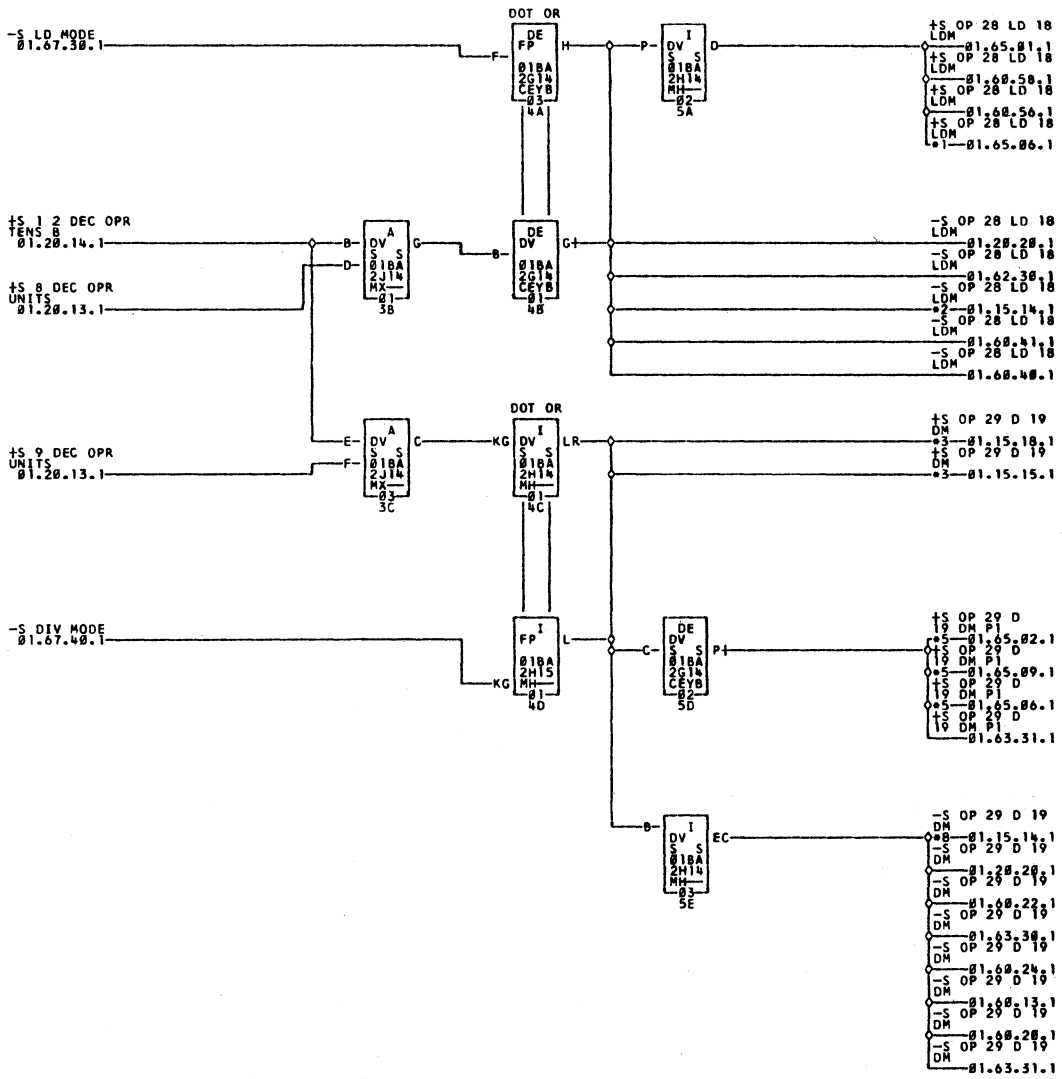 DOT OR
-S LD MODE
01.67.30.1
F
DE
FP
01BA
2G14
CEYB
03
4A
H
P
I
DV
S S
01BA
2H14
MH
02
5A
D
+S OP 28 LD 18
LDM
01.65.01.1
+S OP 28 LD 18
LDM
01.60.58.1
+S OP 28 LD 18
LDM
01.60.56.1
+S OP 28 LD 18
LDM
*1 01.65.06.1
+S 1 2 DEC OPR
TENS B
01.20.14.1
+S 8 DEC OPR
UNITS
01.20.13.1
B
D
A
DV
S S
01BA
2J14
MX
01
3B
G
B
DE
DV
01BA
2G14
CEYB
01
4B
G+
-S OP 28 LD 18
LDM
01.20.20.1
-S OP 28 LD 18
LDM
01.62.30.1
-S OP 28 LD 18
LDM
*2 01.15.14.1
-S OP 28 LD 18
LDM
01.60.41.1
-S OP 28 LD 18
LDM
01.60.40.1
DOT OR
+S 9 DEC OPR
UNITS
01.20.13.1
E
F
A
DV
S S
01BA
2J14
MX
03
3C
C
KG
I
DV
S S
01BA
2H14
MH
01
4C
LR
+S OP 29 D 19
DM
*3 01.15.18.1
+S OP 29 D 19
DM
*3 01.15.15.1
-S DIV MODE
01.67.40.1
KG
I
FP
01BA
2H15
MH
01
4D
L
C
DE
DV
S S
01BA
2G14
CEYB
02
5D
P+
+S OP 29 D
19 DM P1
*5 01.65.02.1
+S OP 29 D
19 DM P1
*5 01.65.09.1
+S OP 29 D
19 DM P1
*5 01.65.06.1
+S OP 29 D
19 DM P1
01.63.31.1
B
I
DV
S S
01BA
2H14
MH
03
5E
EC
-S OP 29 D 19
DM
*8 01.15.14.1
-S OP 29 D 19
DM
01.20.20.1
-S OP 29 D 19
DM
01.60.22.1
-S OP 29 D 19
DM
01.63.30.1
-S OP 29 D 19
DM
01.60.24.1
-S OP 29 D 19
DM
01.60.13.1
-S OP 29 D 19
DM
01.60.20.1
-S OP 29 D 19
DM
01.63.31.1